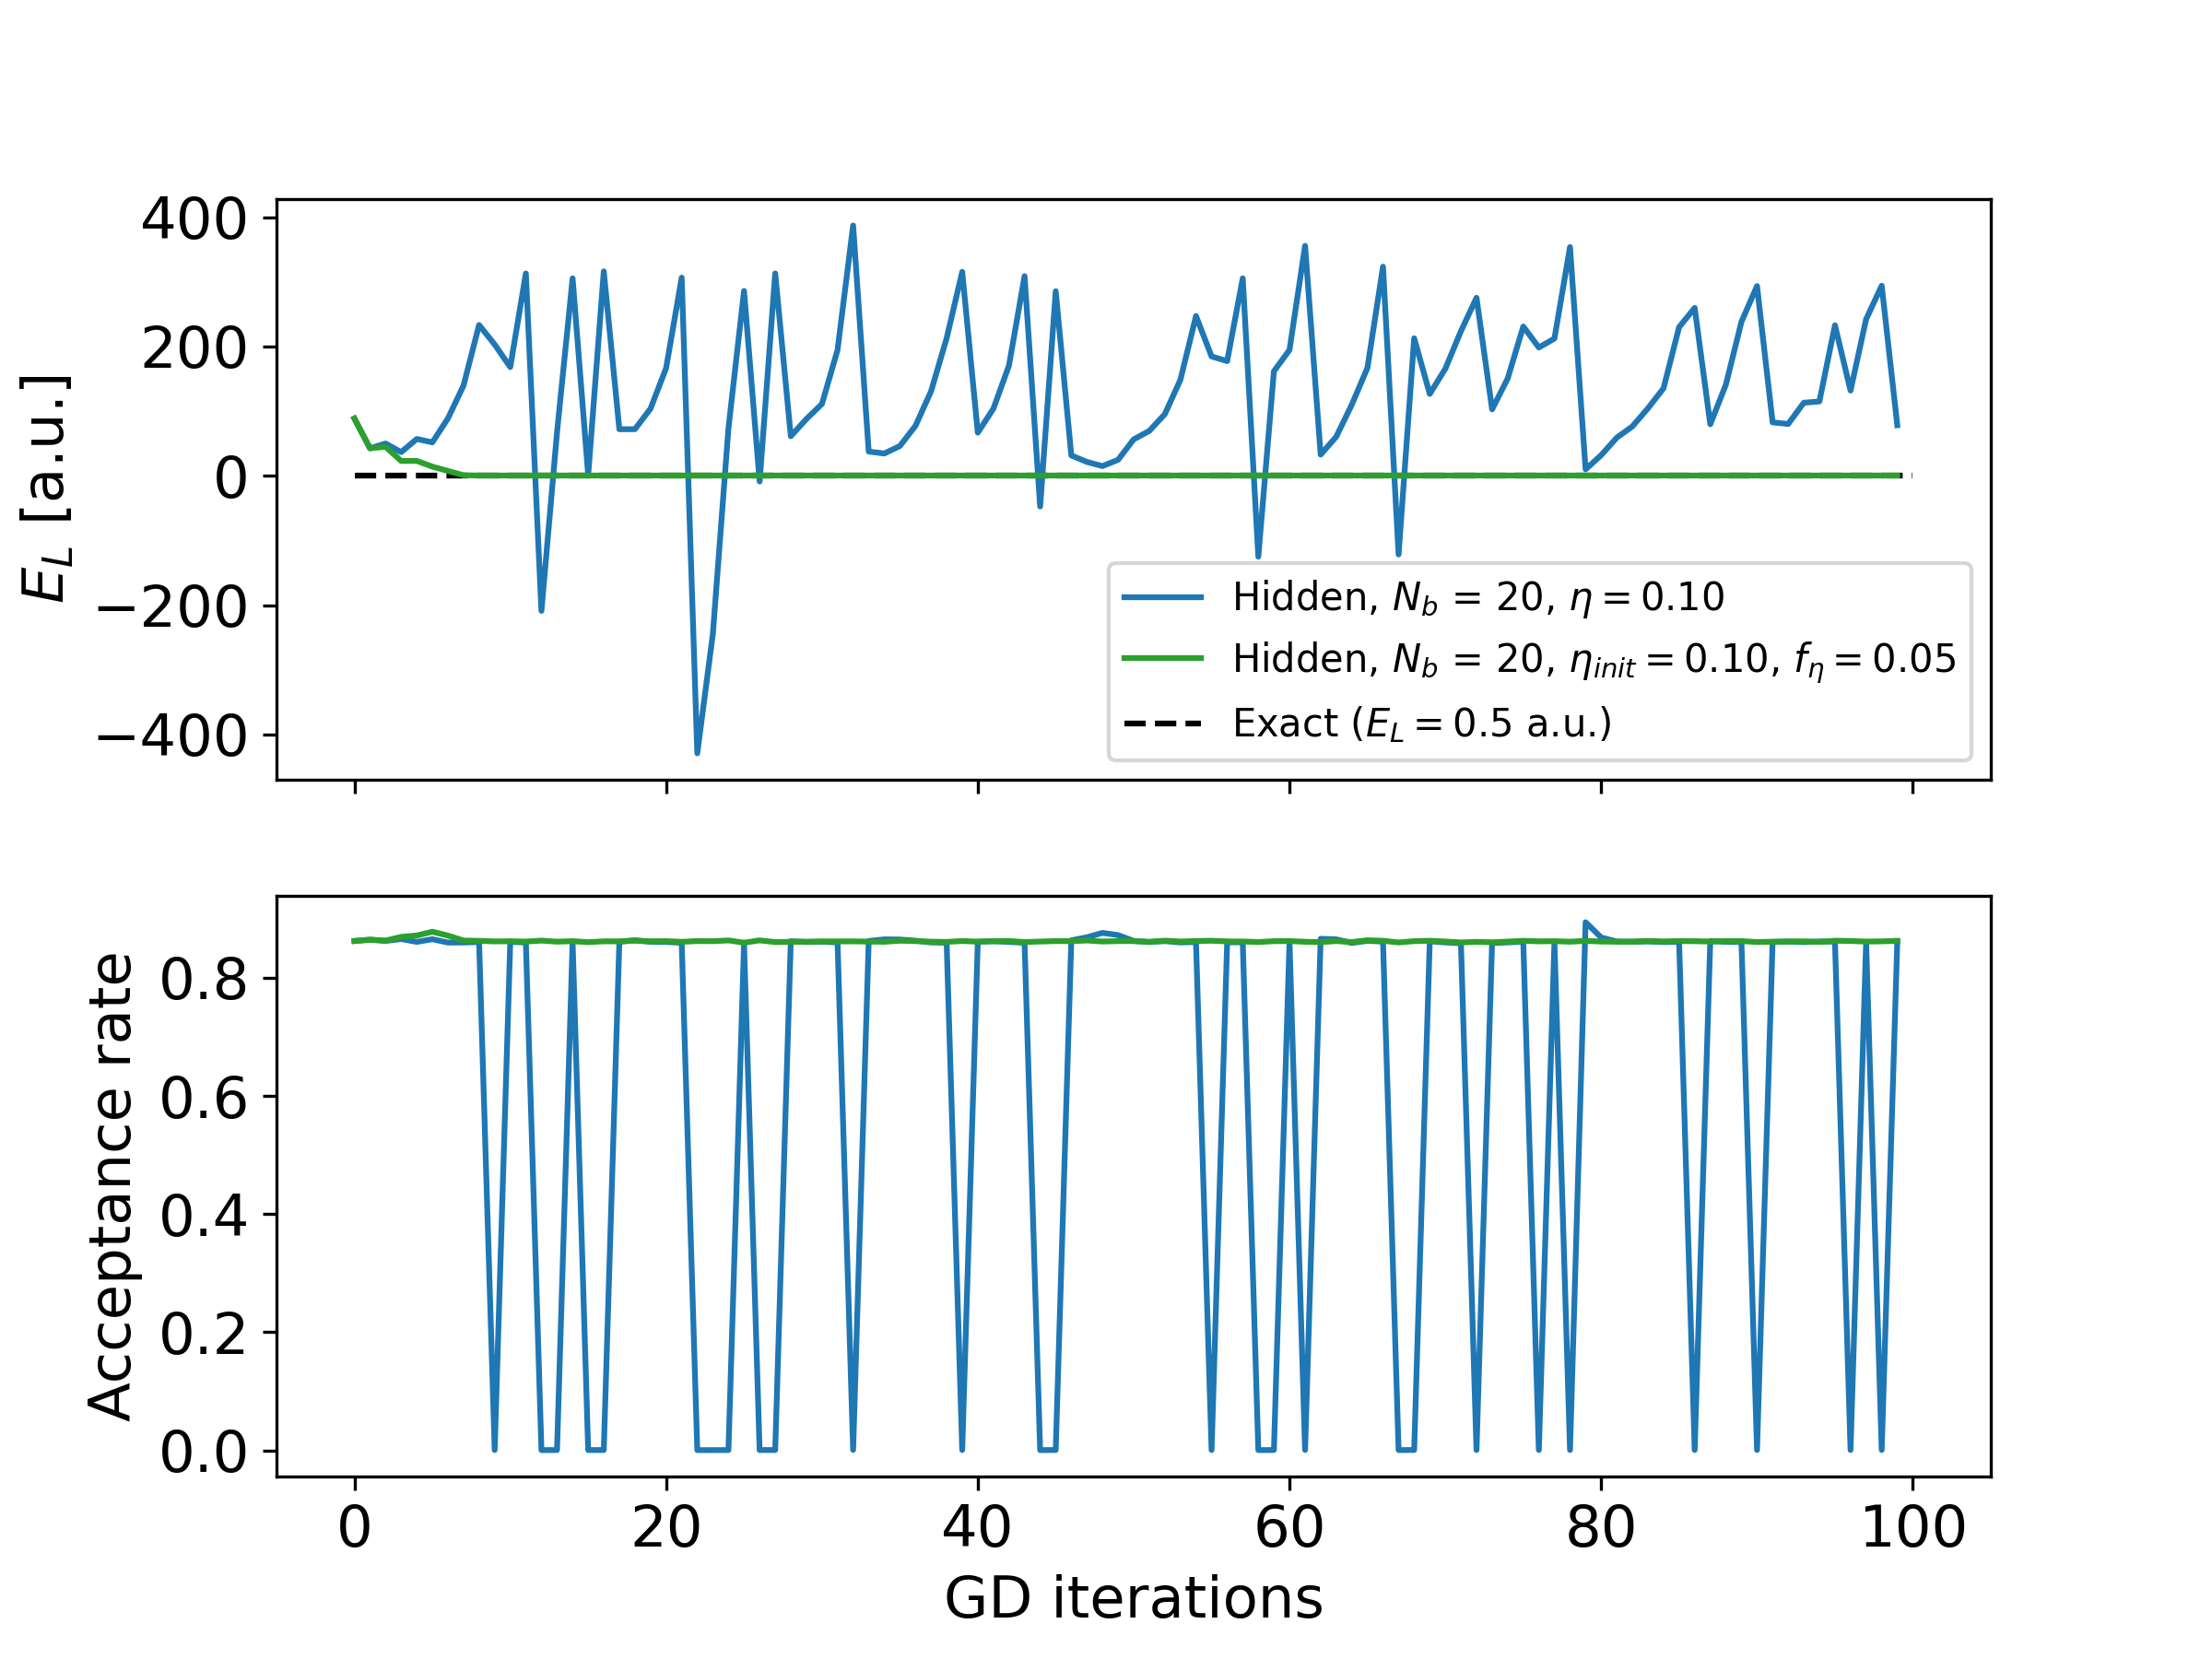 400
200
0
−200
−400
E_L [a.u.]
Hidden, N_b = 20, η = 0.10
Hidden, N_b = 20, η_init = 0.10, f_η = 0.05
Exact (E_L = 0.5 a.u.)
0.8
0.6
0.4
0.2
0.0
Acceptance rate
0 20 40 60 80 100
GD iterations